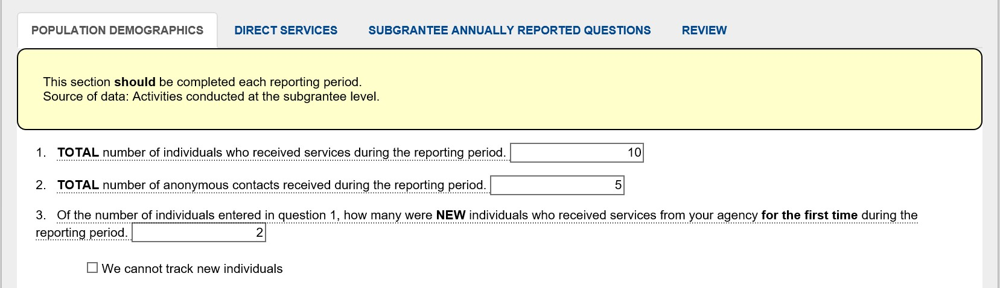 POPULATION DEMOGRAPHICS DIRECT SERVICES SUBGRANTEE ANNUALLY REPORTED QUESTIONS REVIEW
This section should be completed each reporting period.
Source of data: Activities conducted at the subgrantee level.
1. TOTAL number of individuals who received services during the reporting period. 10
2. TOTAL number of anonymous contacts received during the reporting period. 5
3. Of the number of individuals entered in question 1, how many were NEW individuals who received services from your agency for the first time during the
reporting period. 2
We cannot track new individuals